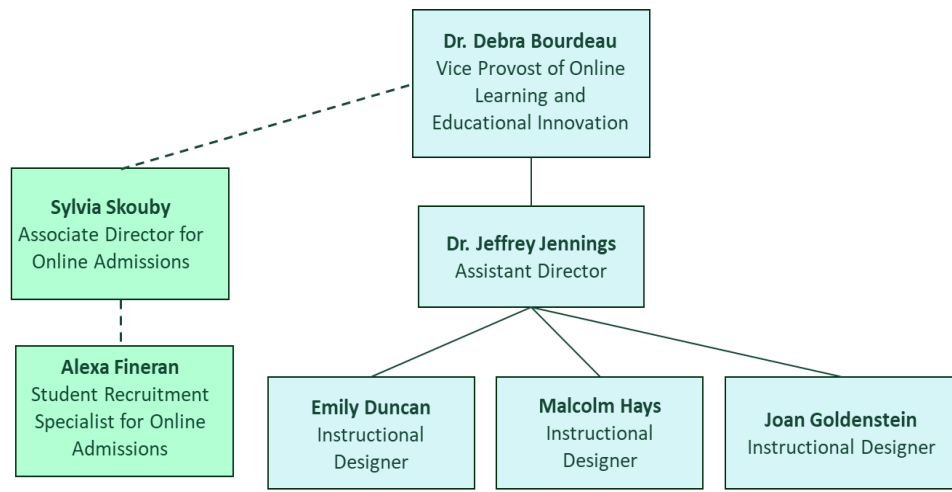 Dr. Debra Bourdeau
Vice Provost of Online
Learning and
Educational Innovation
Sylvia Skouby
Associate Director for
Online Admissions
Dr. Jeffrey Jennings
Assistant Director
Alexa Fineran
Student Recruitment
Specialist for Online
Admissions
Emily Duncan
Instructional
Designer
Malcolm Hays
Instructional
Designer
Joan Goldenstein
Instructional Designer